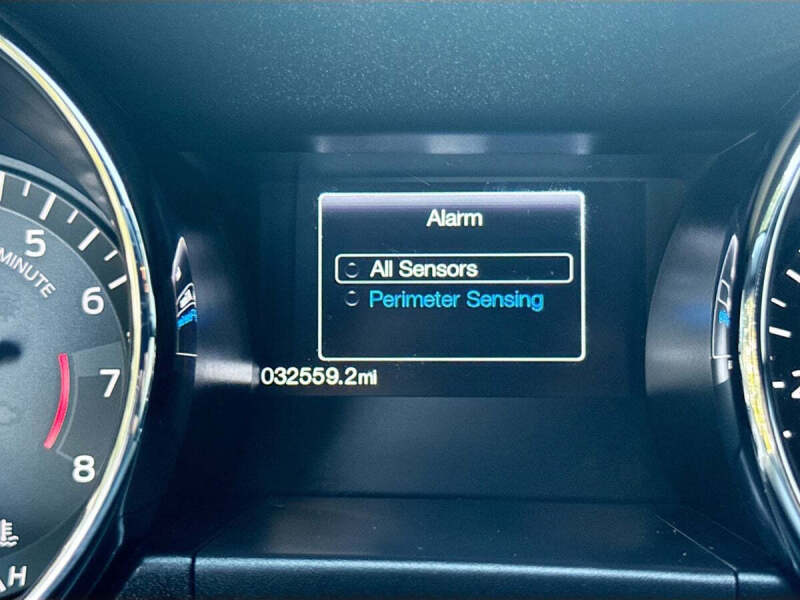 Alarm
All Sensors
Perimeter Sensing
032559.2mi
5
MINUTE
6
7
8
H